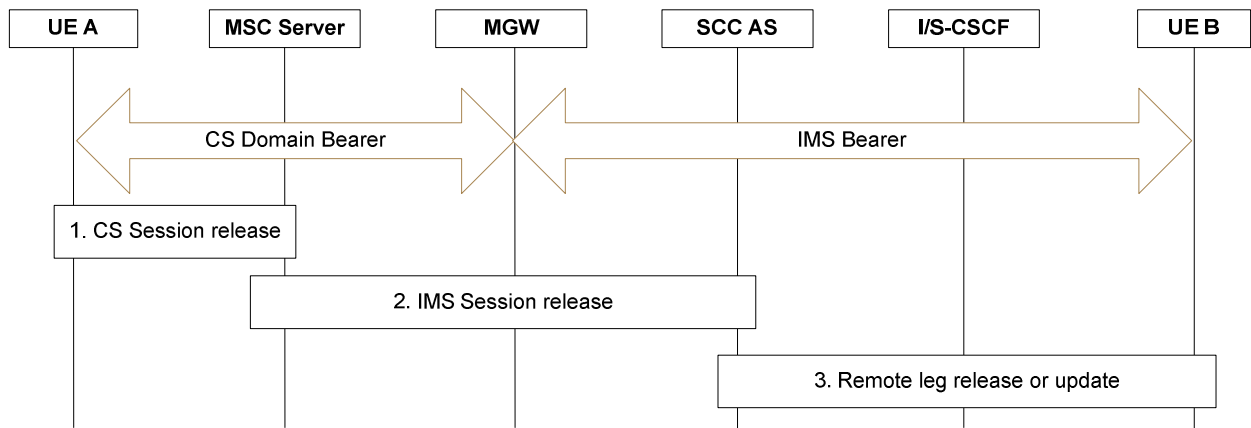 UE A
MSC Server
MGW
SCC AS
I/S-CSCF
UE B
CS Domain Bearer
IMS Bearer
1. CS Session release
2. IMS Session release
3. Remote leg release or update